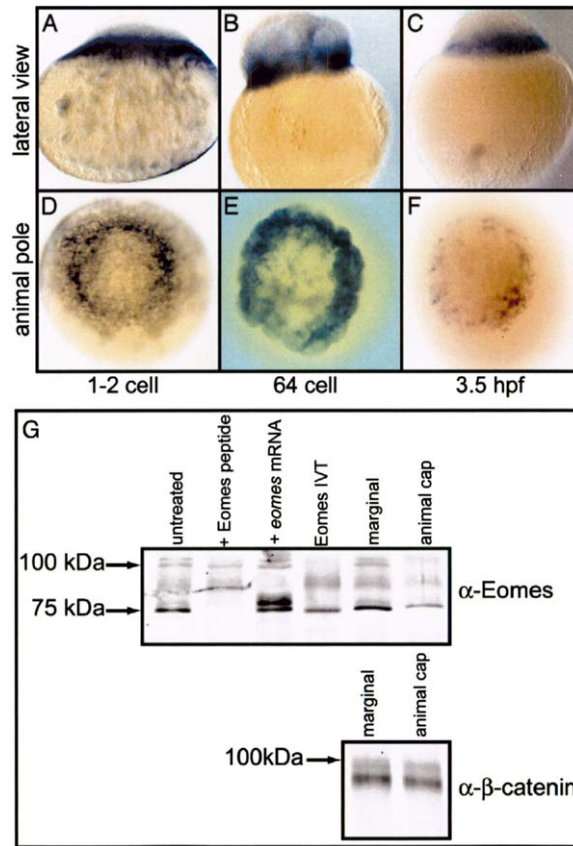 A
B
C
lateral view
D
E
F
animal pole
1-2 cell
64 cell
3.5 hpf
G
untreated
+ Eomes peptide
+ eomes mRNA
Eomes IVT
marginal
animal cap
100 kDa
75 kDa
α-Eomes
marginal
animal cap
100kDa
α-β-catenin